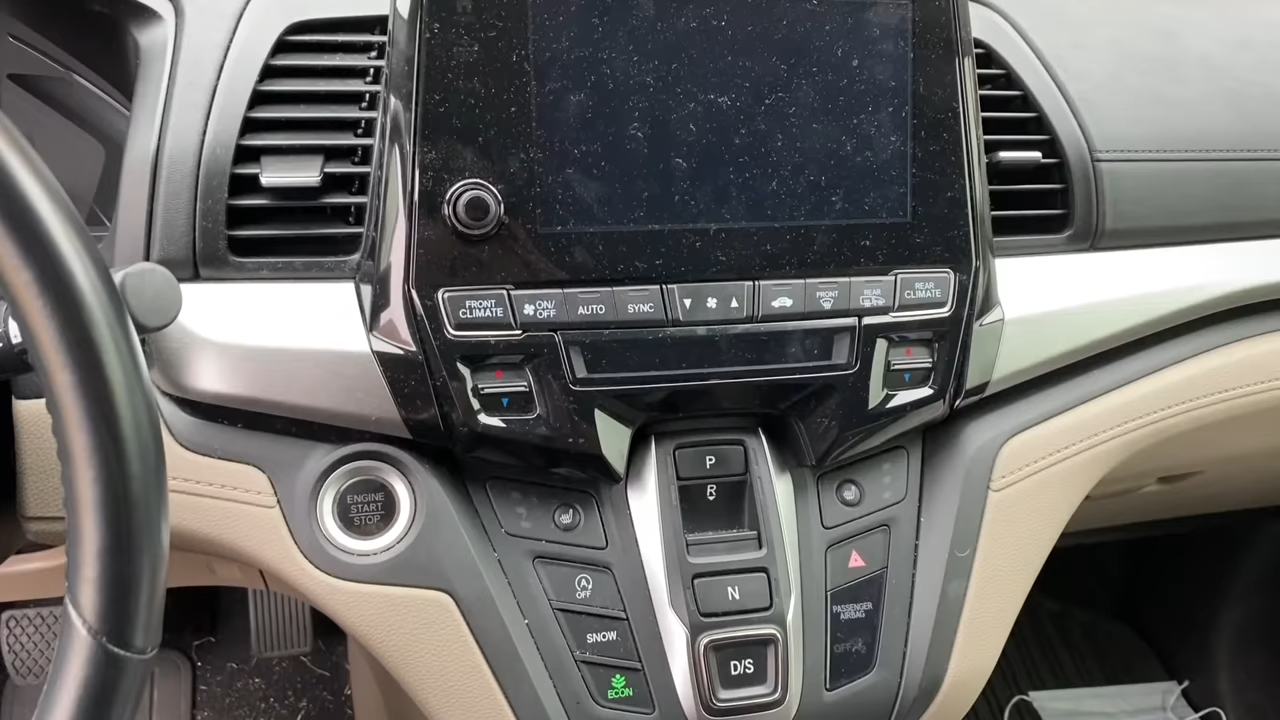 FRONT
CLIMATE
ON/
OFF
AUTO
SYNC
FRONT
REAR
REAR
CLIMATE
ENGINE
START
STOP
P
R
N
D/S
A
OFF
SNOW
ECON
PASSENGER
AIRBAG
OFF